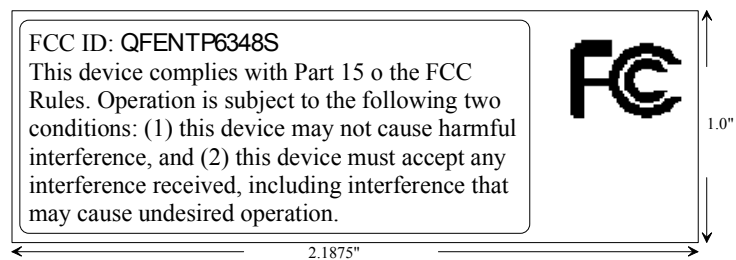 FCC ID: QFENTP6348S
This device complies with Part 15 o the FCC
Rules. Operation is subject to the following two
conditions: (1) this device may not cause harmful
interference, and (2) this device must accept any
interference received, including interference that
may cause undesired operation.
FCC
1.0"
2.1875"